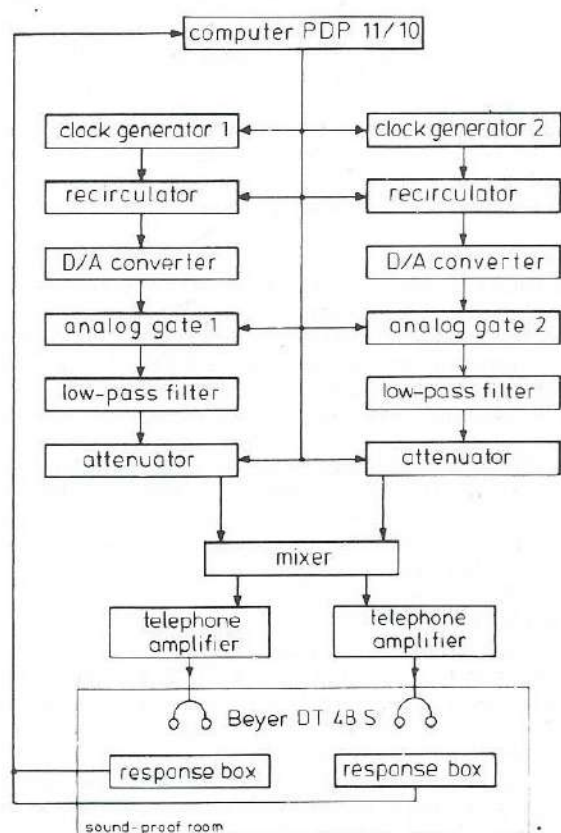 computer PDP 11/10
clock generator 1
clock generator 2
recirculator
recirculator
D/A converter
D/A converter
analog gate 1
analog gate 2
low-pass filter
low-pass filter
attenuator
attenuator
mixer
telephone
amplifier
telephone
amplifier
Beyer DT 48 S
response box
response box
sound-proof room